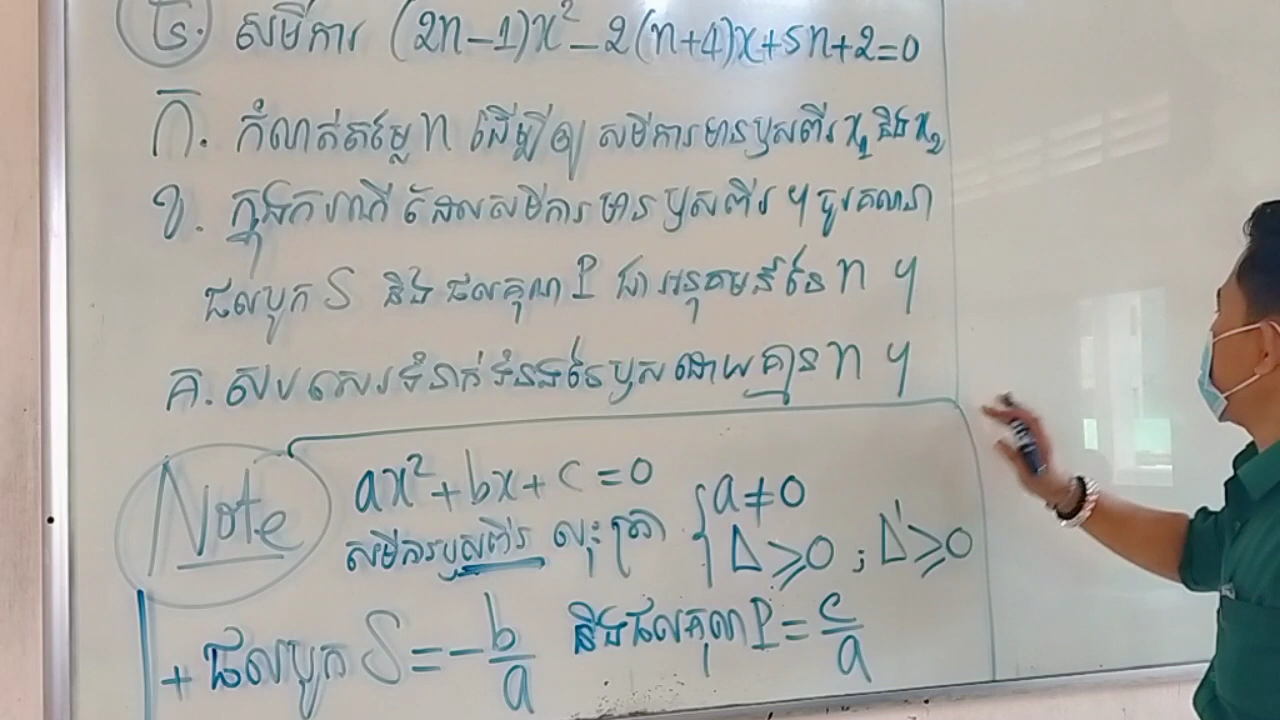 ៤. សមីការ (2n-1)x² - 2(n+4)x + 5n + 2 = 0
ក. កំណត់តម្លៃ n ដើម្បីឲ្យ សមីការមានឫសពីរ x₁ និង x₂
ខ. ក្នុងករណី ដែលសមីការ មានឫសពីរ ។ ចូរគណនា
ផលបូក S និង ផលគុណ P ជា អនុគមន៍នៃ n ។
គ. សរសេរទំនាក់ទំនងនៃឫស ដោយគ្មាន n ។
Note ax² + bx + c = 0 { a ≠ 0
សមីការឫសពីរ លុះត្រា Δ ⩾ 0 ; Δ' ⩾ 0
+ ផលបូក S = -b/a និងផលគុណ P = c/a